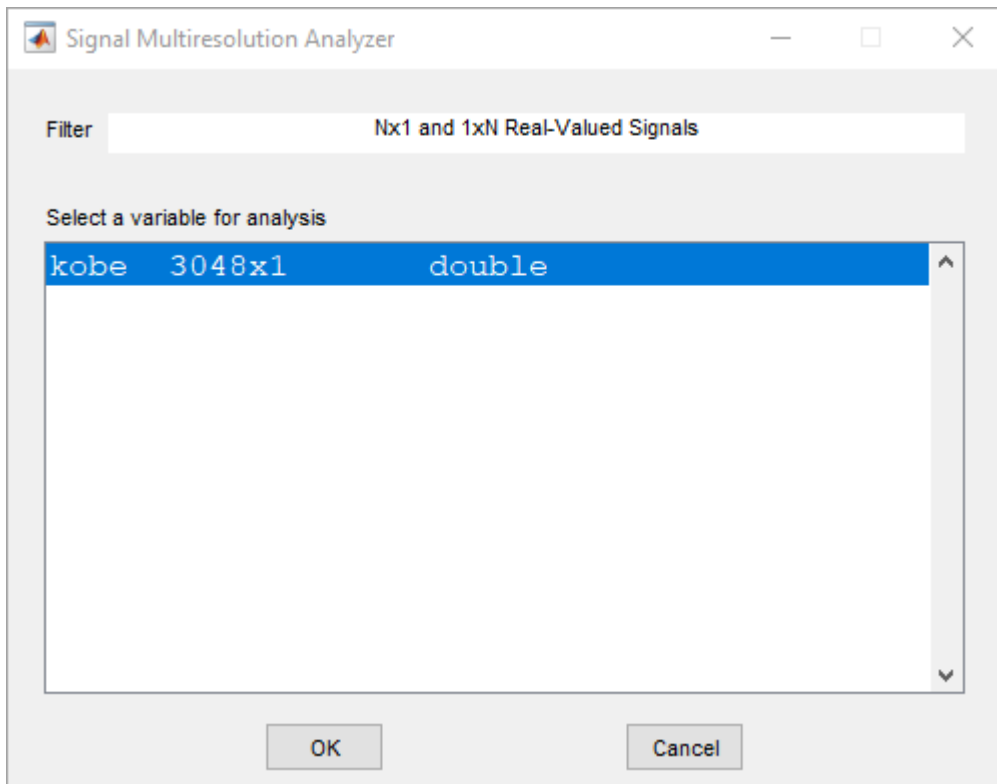 Signal Multiresolution Analyzer
Filter Nx1 and 1xN Real-Valued Signals
Select a variable for analysis
kobe 3048x1 double
OK Cancel